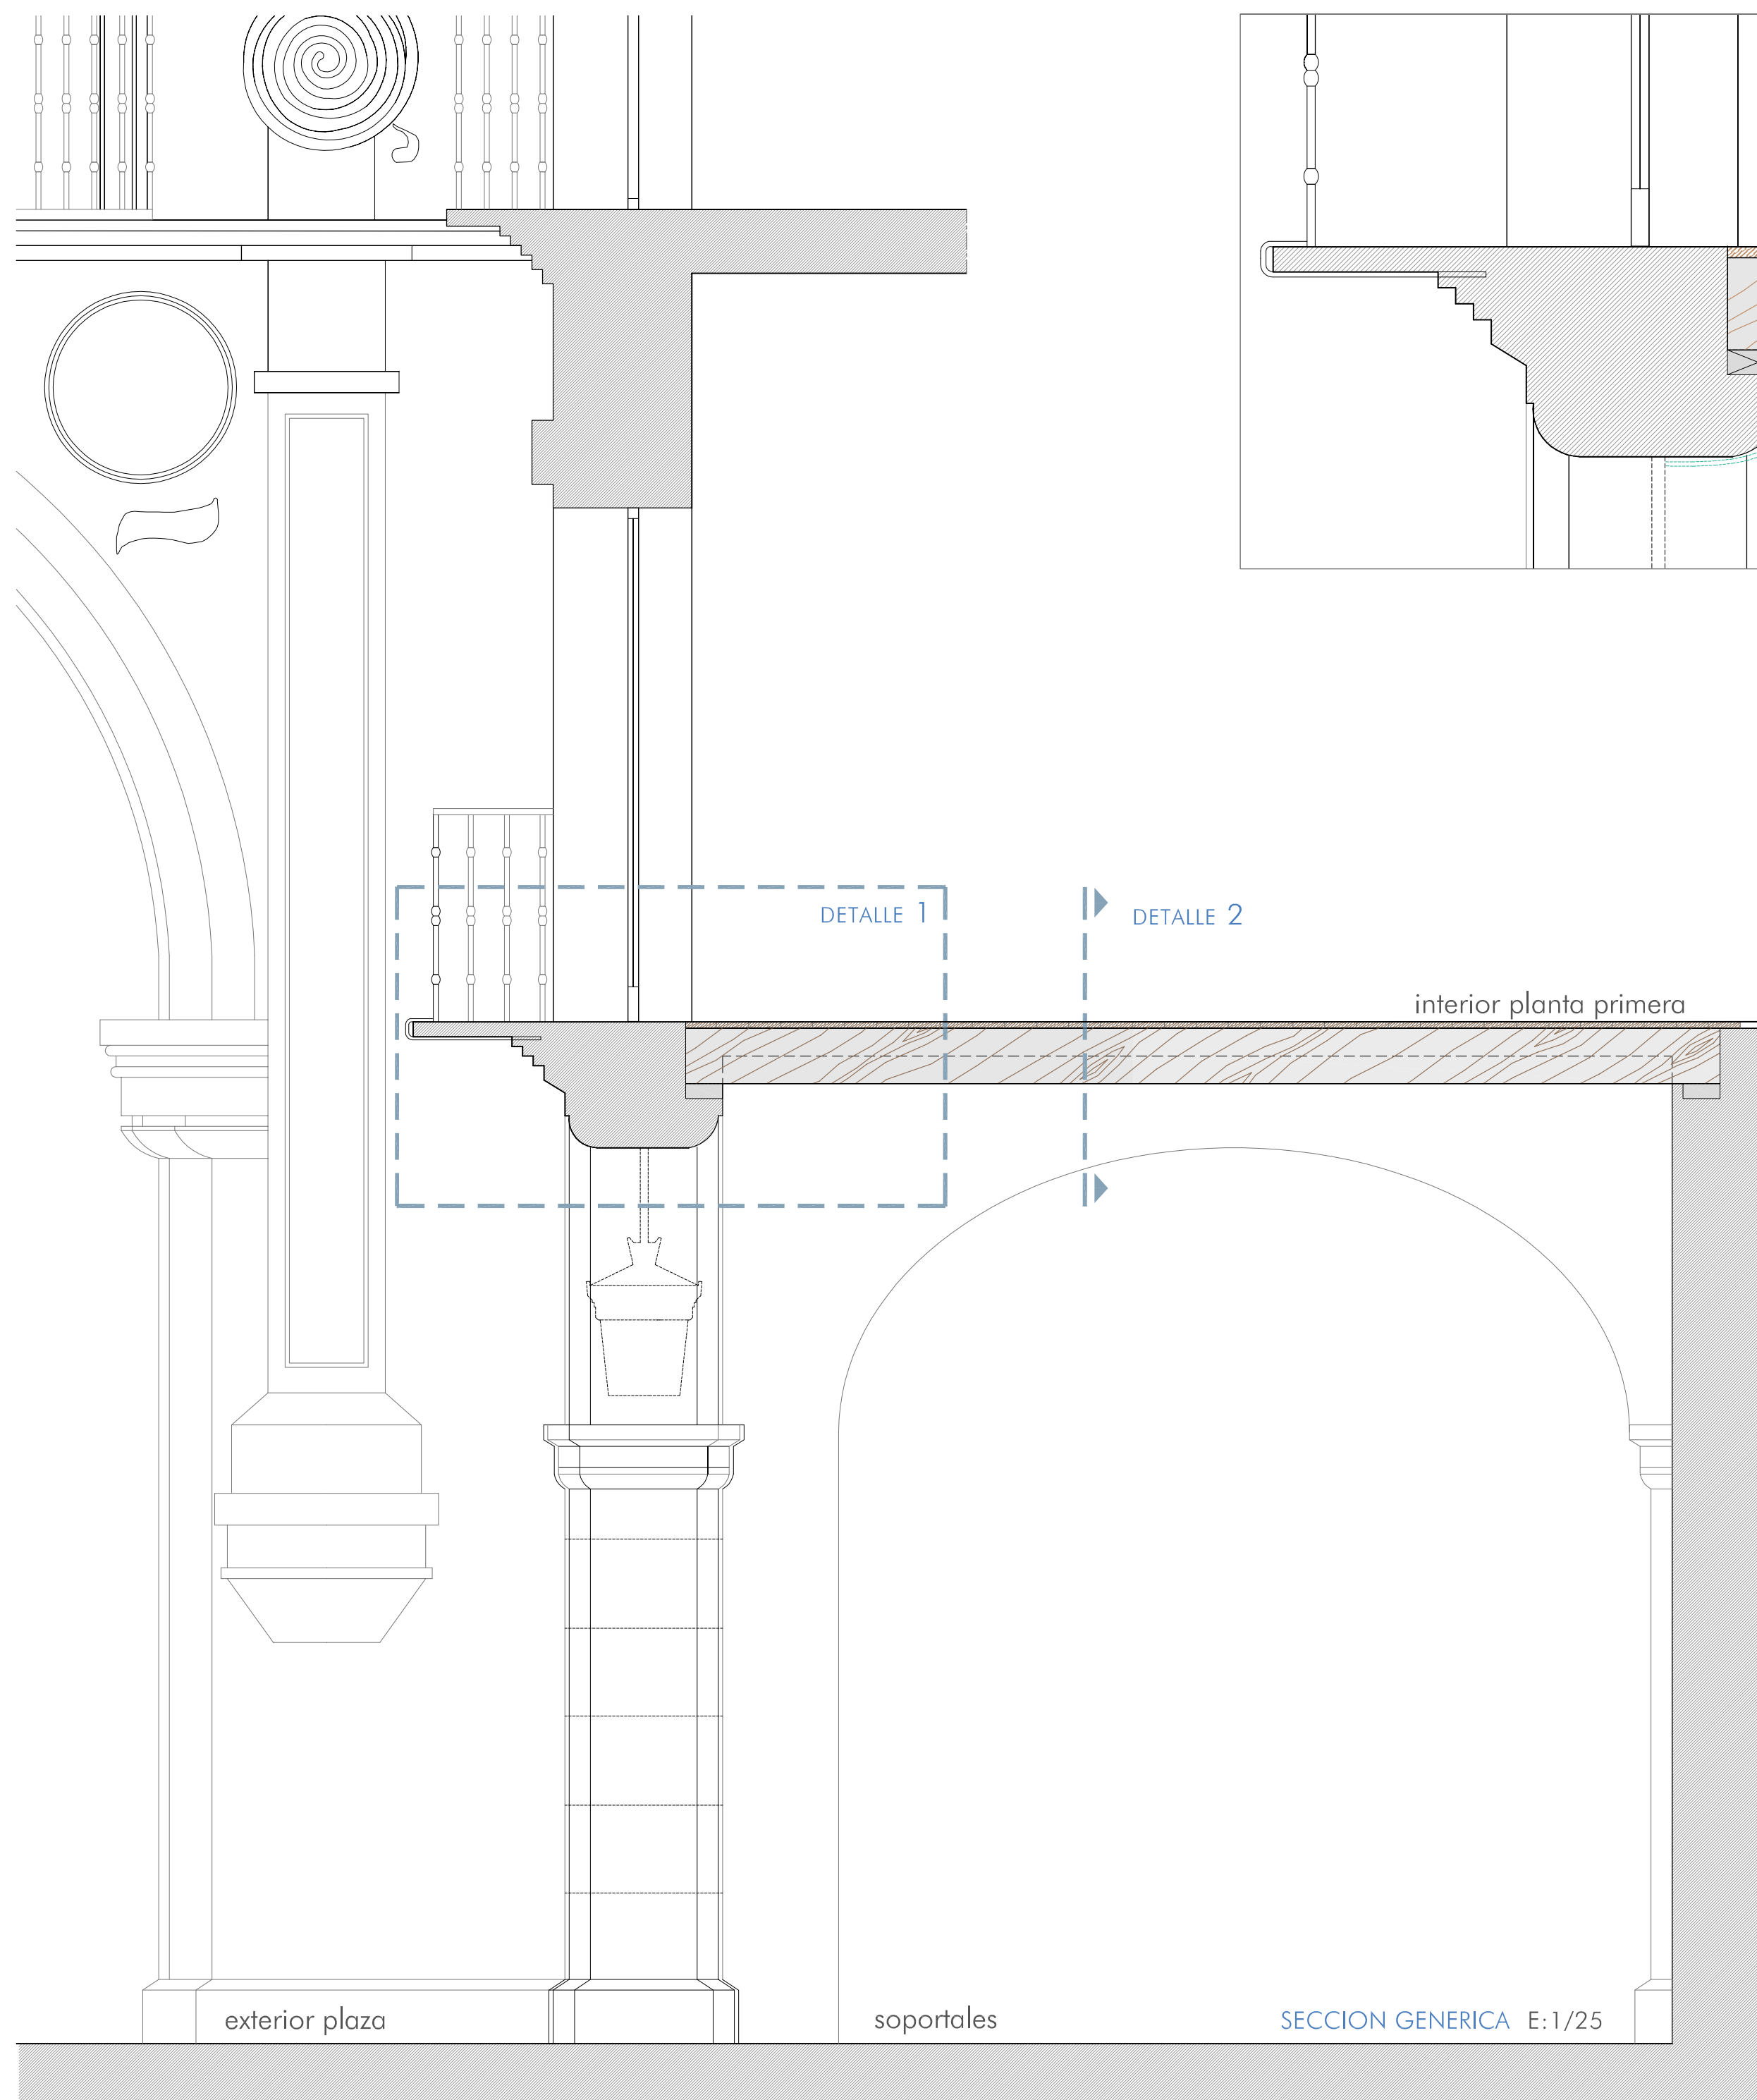 DETALLE 1
DETALLE 2
interior planta primera
exterior plaza
soportales
SECCION GENERICA E:1/25